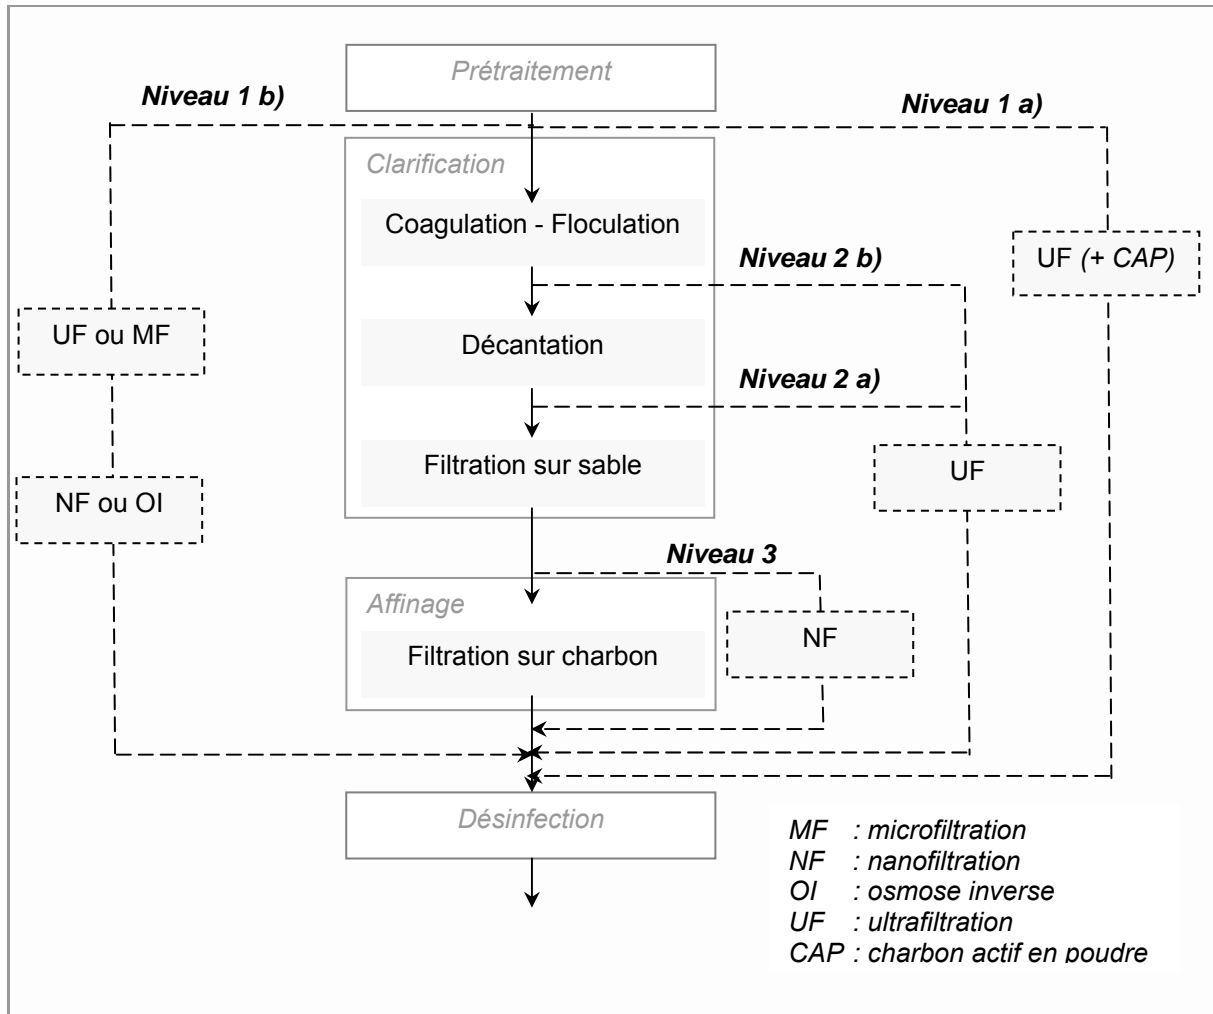 Prétraitement
Niveau 1 b)
Niveau 1 a)
Clarification
Coagulation - Floculation
Niveau 2 b)
UF (+ CAP)
UF ou MF
Décantation
Niveau 2 a)
Filtration sur sable
UF
NF ou OI
Niveau 3
Affinage
Filtration sur charbon
NF
Désinfection
MF : microfiltration
NF : nanofiltration
OI : osmose inverse
UF : ultrafiltration
CAP : charbon actif en poudre